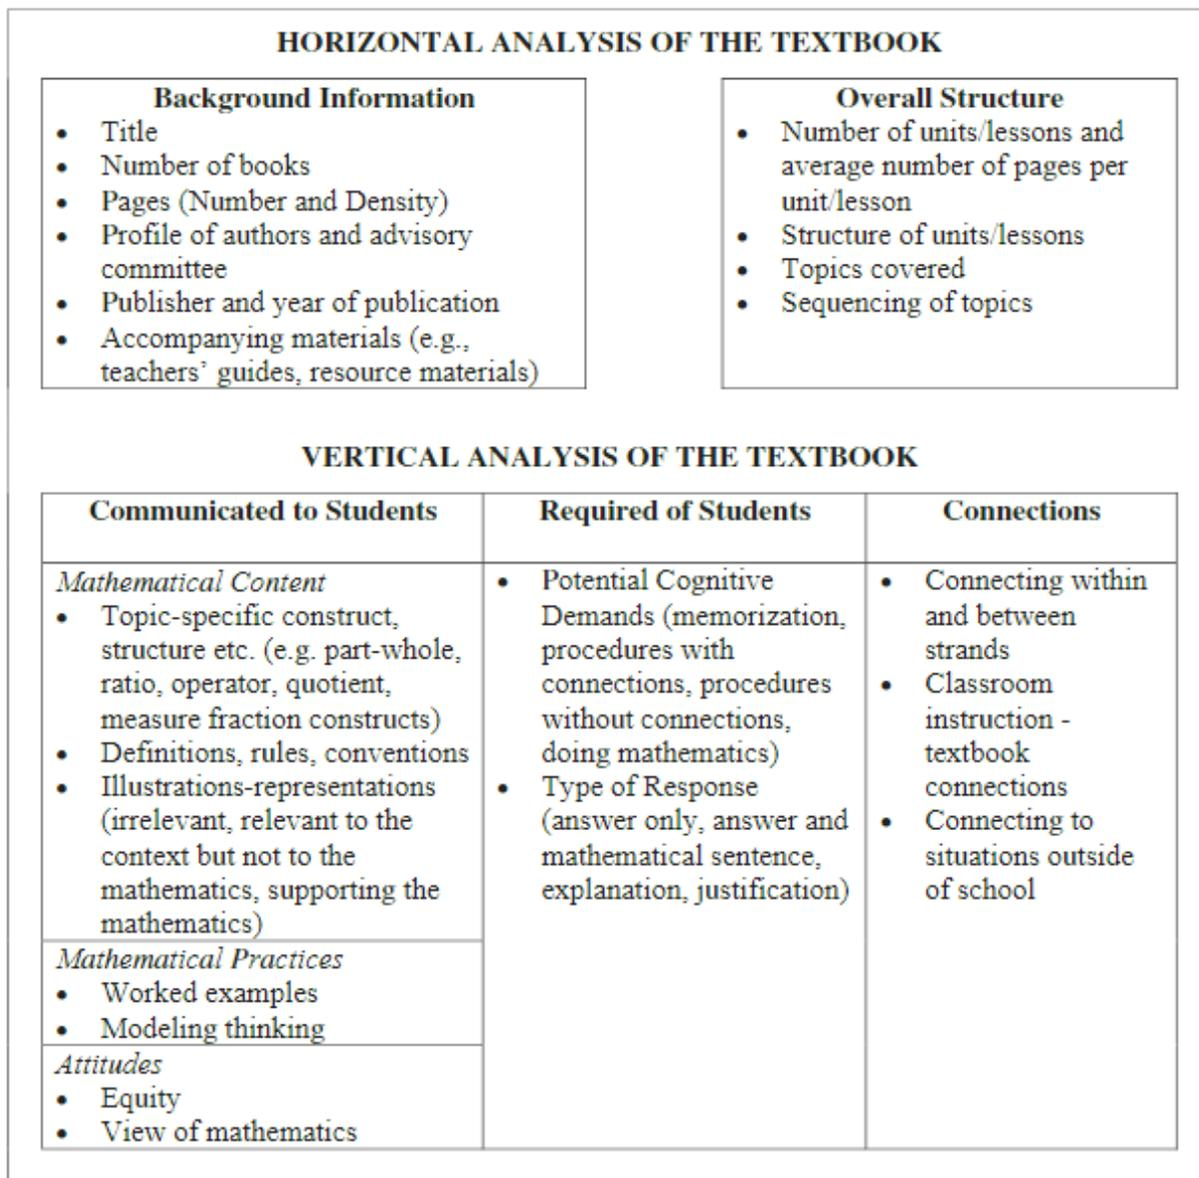 HORIZONTAL ANALYSIS OF THE TEXTBOOK
Background Information
• Title
• Number of books
• Pages (Number and Density)
• Profile of authors and advisory
committee
• Publisher and year of publication
• Accompanying materials (e.g.,
teachers’ guides, resource materials)
Overall Structure
• Number of units/lessons and
average number of pages per
unit/lesson
• Structure of units/lessons
• Topics covered
• Sequencing of topics
VERTICAL ANALYSIS OF THE TEXTBOOK
Communicated to Students
Mathematical Content
• Topic-specific construct,
structure etc. (e.g. part-whole,
ratio, operator, quotient,
measure fraction constructs)
• Definitions, rules, conventions
• Illustrations-representations
(irrelevant, relevant to the
context but not to the
mathematics, supporting the
mathematics)
Mathematical Practices
• Worked examples
• Modeling thinking
Attitudes
• Equity
• View of mathematics
Required of Students
• Potential Cognitive
Demands (memorization,
procedures with
connections, procedures
without connections,
doing mathematics)
• Type of Response
(answer only, answer and
mathematical sentence,
explanation, justification)
Connections
• Connecting within
and between
strands
• Classroom
instruction -
textbook
connections
• Connecting to
situations outside
of school